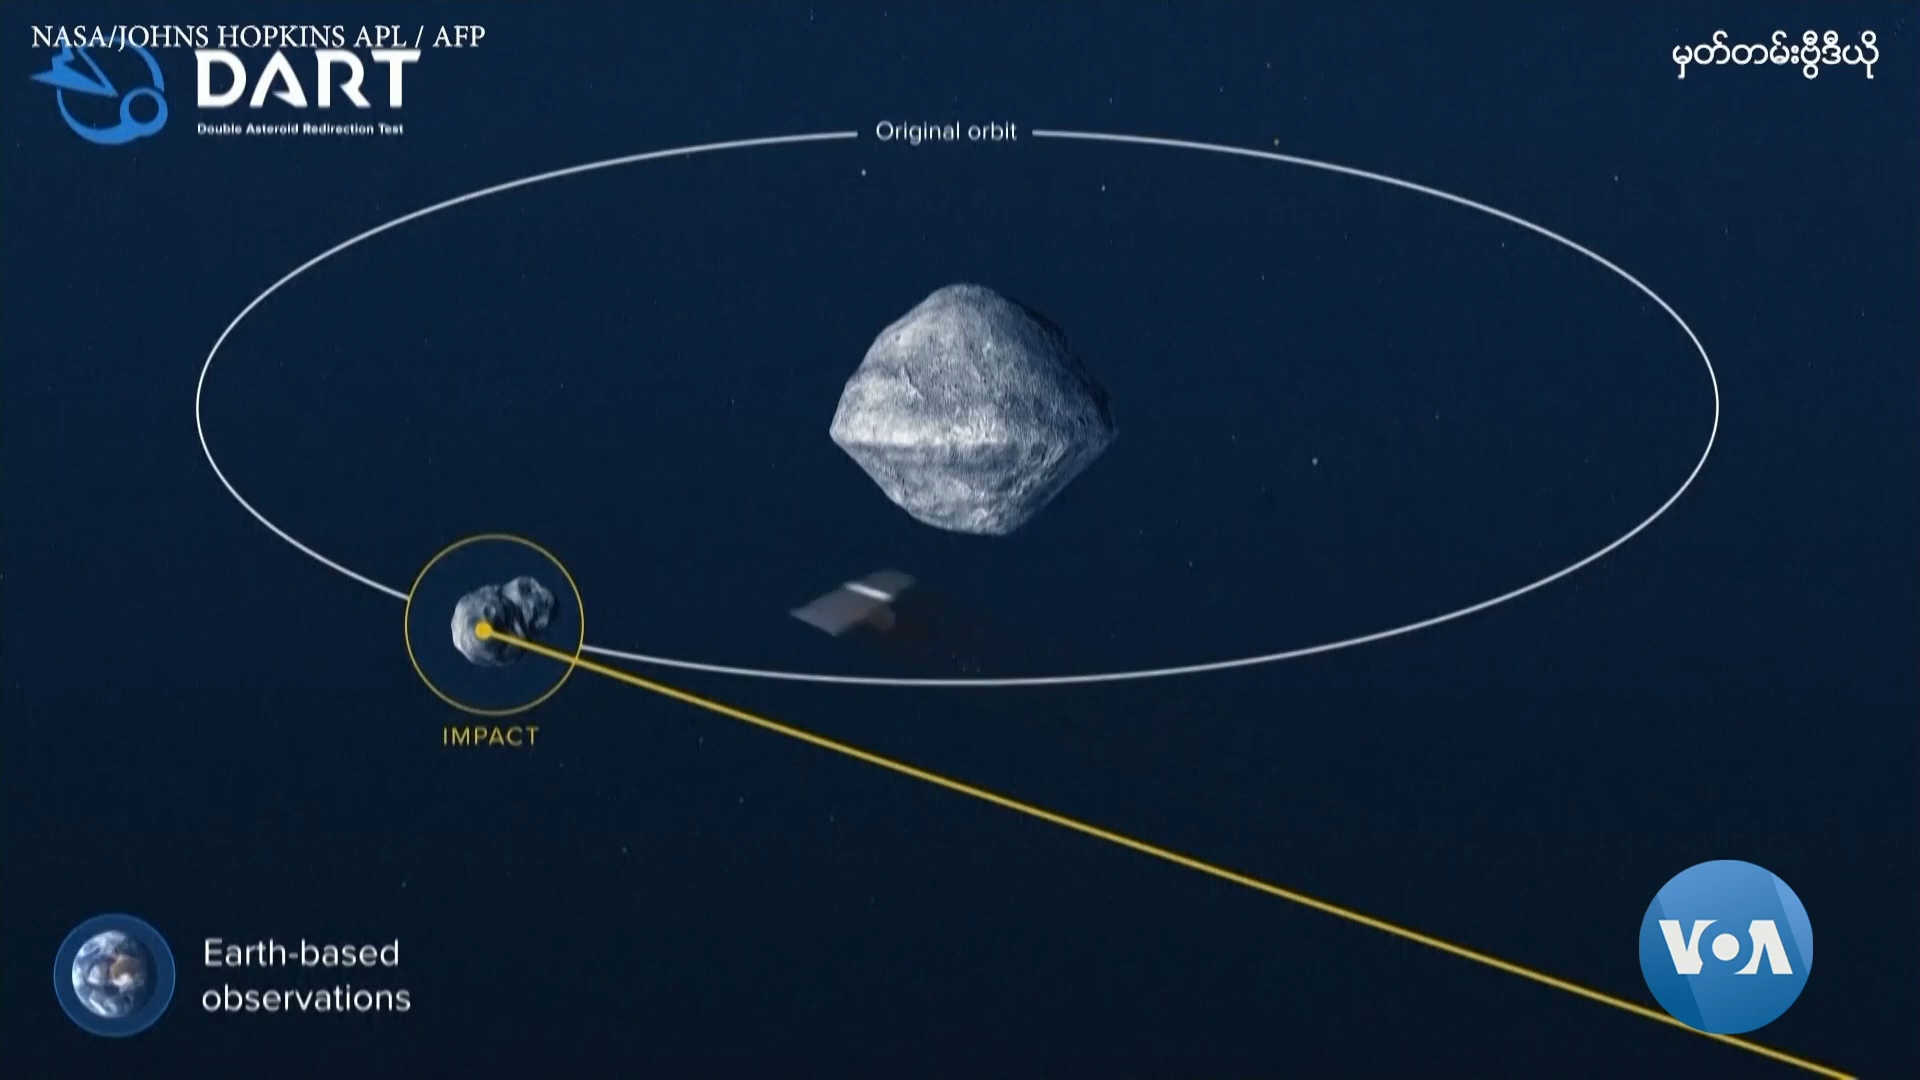 NASA/JOHNS HOPKINS APL / AFP
မှတ်တမ်းဗွီဒီယို
DART
Double Asteroid Redirection Test
Original orbit
IMPACT
Earth-based
observations
VOA